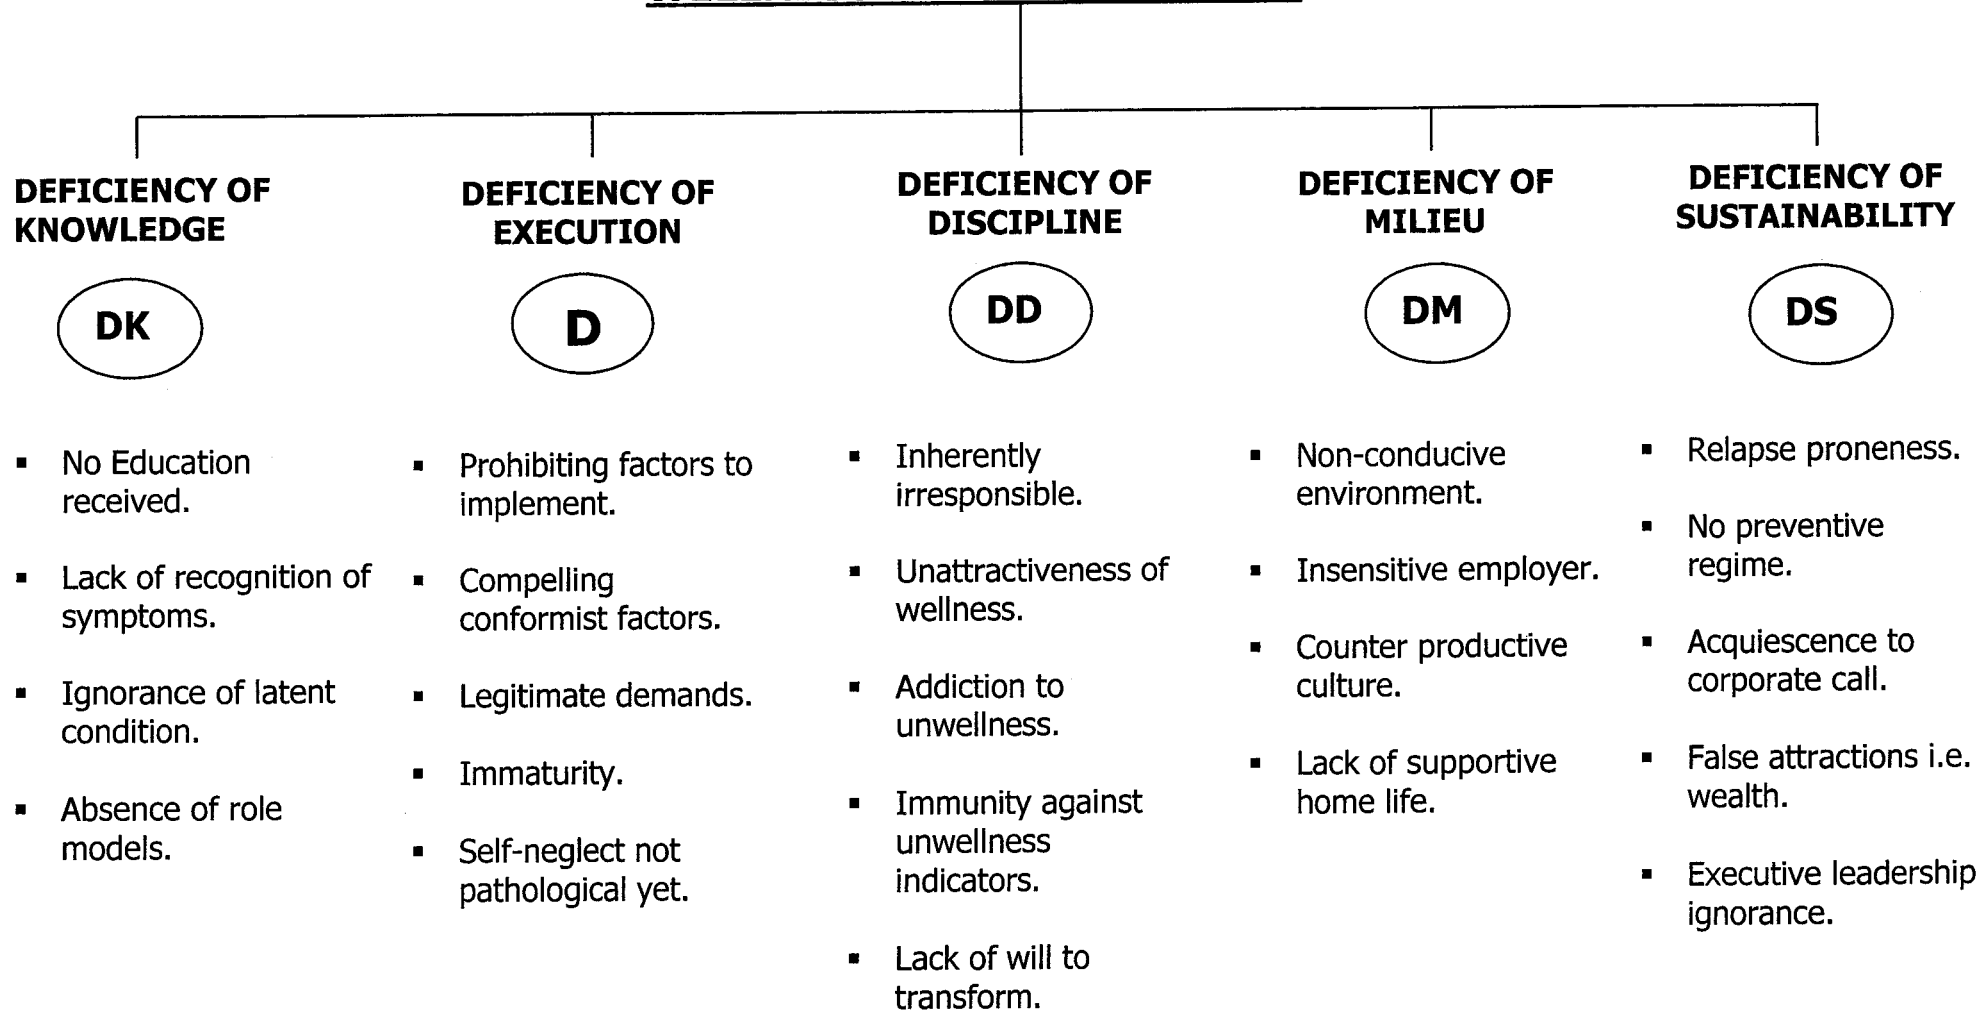 DEFICIENCY OF
KNOWLEDGE
DK
No Education
received.
Lack of recognition of
symptoms.
Ignorance of latent
condition.
Absence of role
models.
DEFICIENCY OF
EXECUTION
D
Prohibiting factors to
implement.
Compelling
conformist factors.
Legitimate demands.
Immaturity.
Self-neglect not
pathological yet.
DEFICIENCY OF
DISCIPLINE
DD
Inherently
irresponsible.
Unattractiveness of
wellness.
Addiction to
unwellness.
Immunity against
unwellness
indicators.
Lack of will to
transform.
DEFICIENCY OF
MILIEU
DM
Non-conducive
environment.
Insensitive employer.
Counter productive
culture.
Lack of supportive
home life.
DEFICIENCY OF
SUSTAINABILITY
DS
Relapse proneness.
No preventive
regime.
Acquiescence to
corporate call.
False attractions i.e.
wealth.
Executive leadership
ignorance.